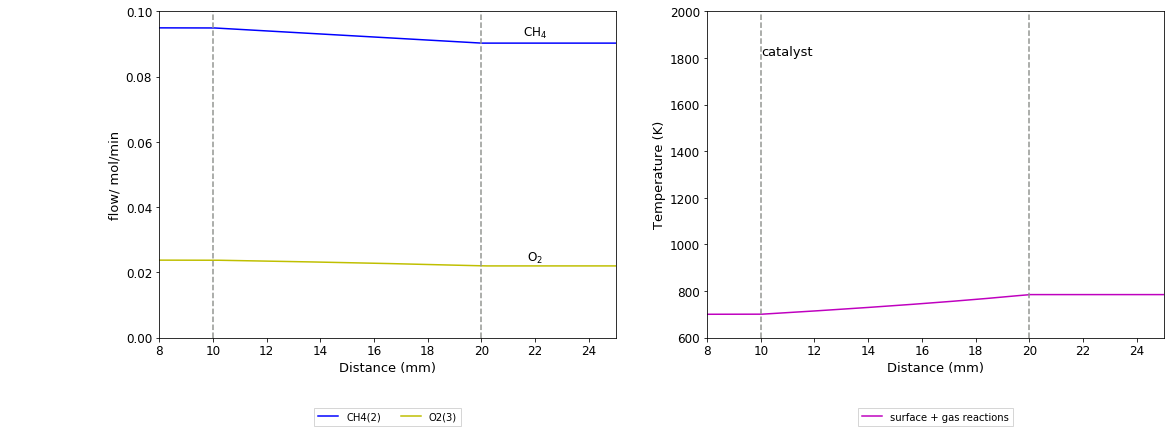 0.10
0.08
0.06
0.04
0.02
0.00
flow/ mol/min
CH₄
O₂
8 10 12 14 16 18 20 22 24
Distance (mm)
CH4(2) O2(3)
2000
1800
1600
1400
1200
1000
800
600
Temperature (K)
catalyst
8 10 12 14 16 18 20 22 24
Distance (mm)
surface + gas reactions